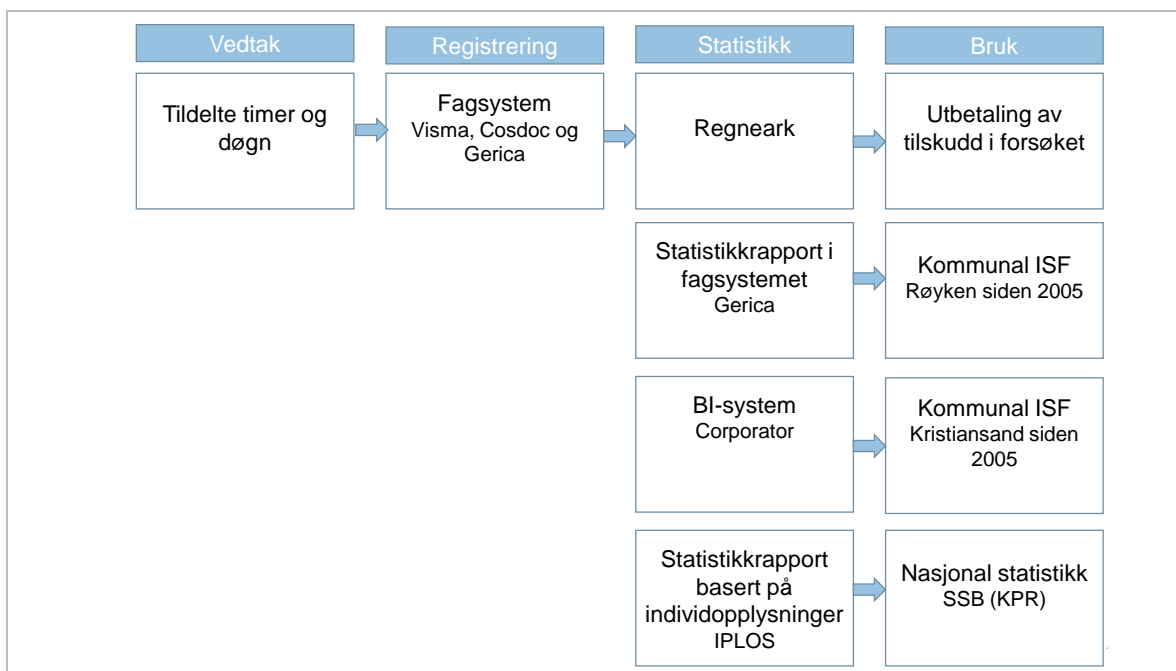 Vedtak
Registrering
Statistikk
Bruk
Tildelte timer og
døgn
Fagsystem
Visma, Cosdoc og
Gerica
Regneark
Utbetaling av
tilskudd i forsøket
Statistikkrapport i
fagsystemet
Gerica
Kommunal ISF
Røyken siden 2005
BI-system
Corporator
Kommunal ISF
Kristiansand siden
2005
Statistikkrapport
basert på
individopplysninger
IPLOS
Nasjonal statistikk
SSB (KPR)